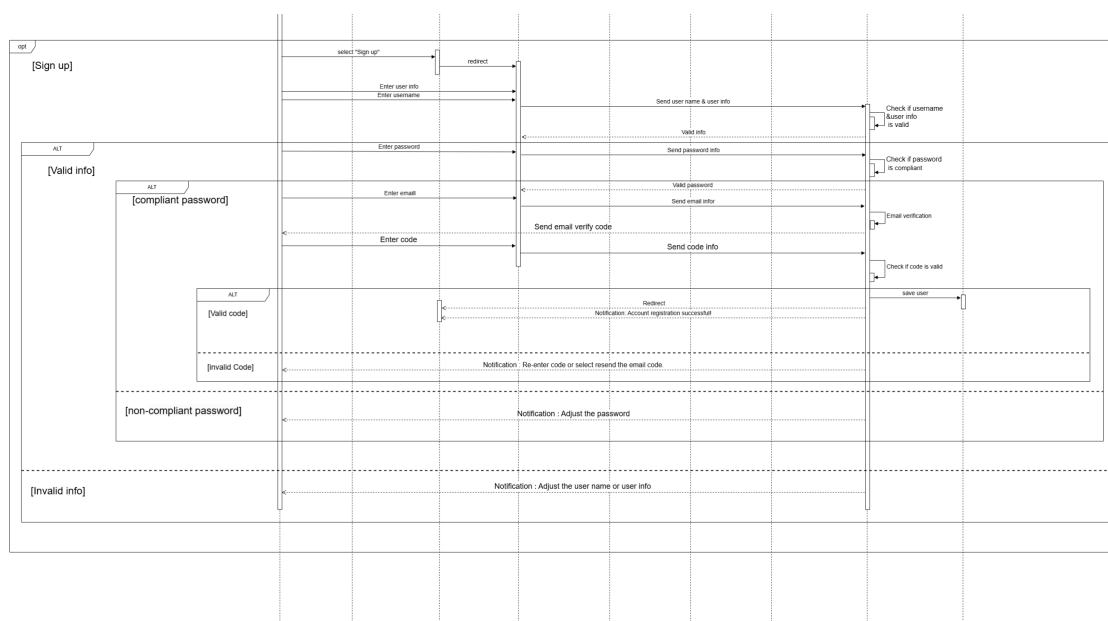 opt
[Sign up]
select "Sign up"
redirect
Enter user info
Enter username
Send user name & user info
Check if username
&user info
is valid
Valid info
ALT
[Valid info]
Enter password
Send password info
Check if password
is compliant
ALT
[compliant password]
Valid password
Enter emaill
Send email infor
Email verification
Send email verify code
Enter code
Send code info
Check if code is valid
ALT
[Valid code]
save user
Redirect
Notification: Account registration successful!
[Invalid Code]
Notification : Re-enter code or select resend the email code.
[non-compliant password]
Notification : Adjust the password
[Invalid info]
Notification : Adjust the user name or user info